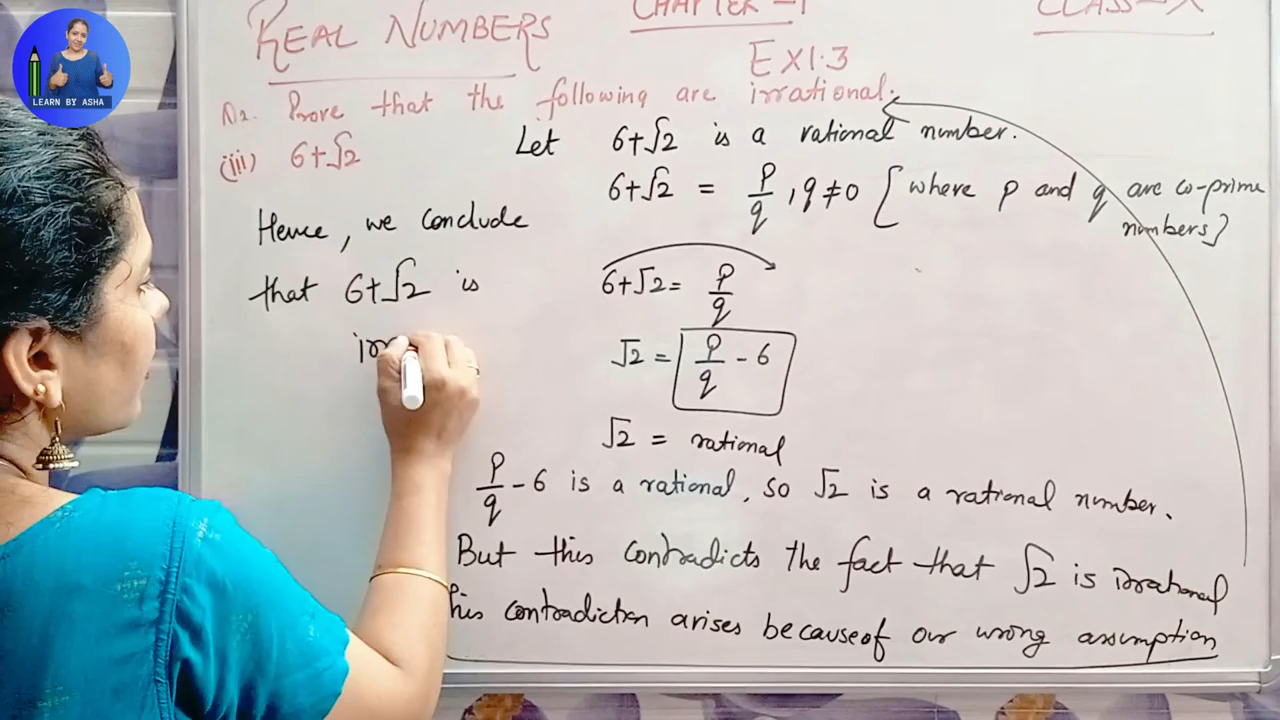 LEARN BY ASHA
REAL NUMBERS
CHAPTER-1
CLASS-X
EX1.3
Prove that the following are irrational.
(iii) 6+√2
Let 6+√2 is a rational number.
6+√2 = p/q , q≠0 [where p and q are co-prime
numbers]
6+√2 = p/q
√2 = p/q - 6
√2 = rational
p/q - 6 is a rational, so √2 is a rational number.
But this contradicts the fact that √2 is irrational
his contradiction arises because of our wrong assumption
Hence, we conclude
that 6+√2 is
irr